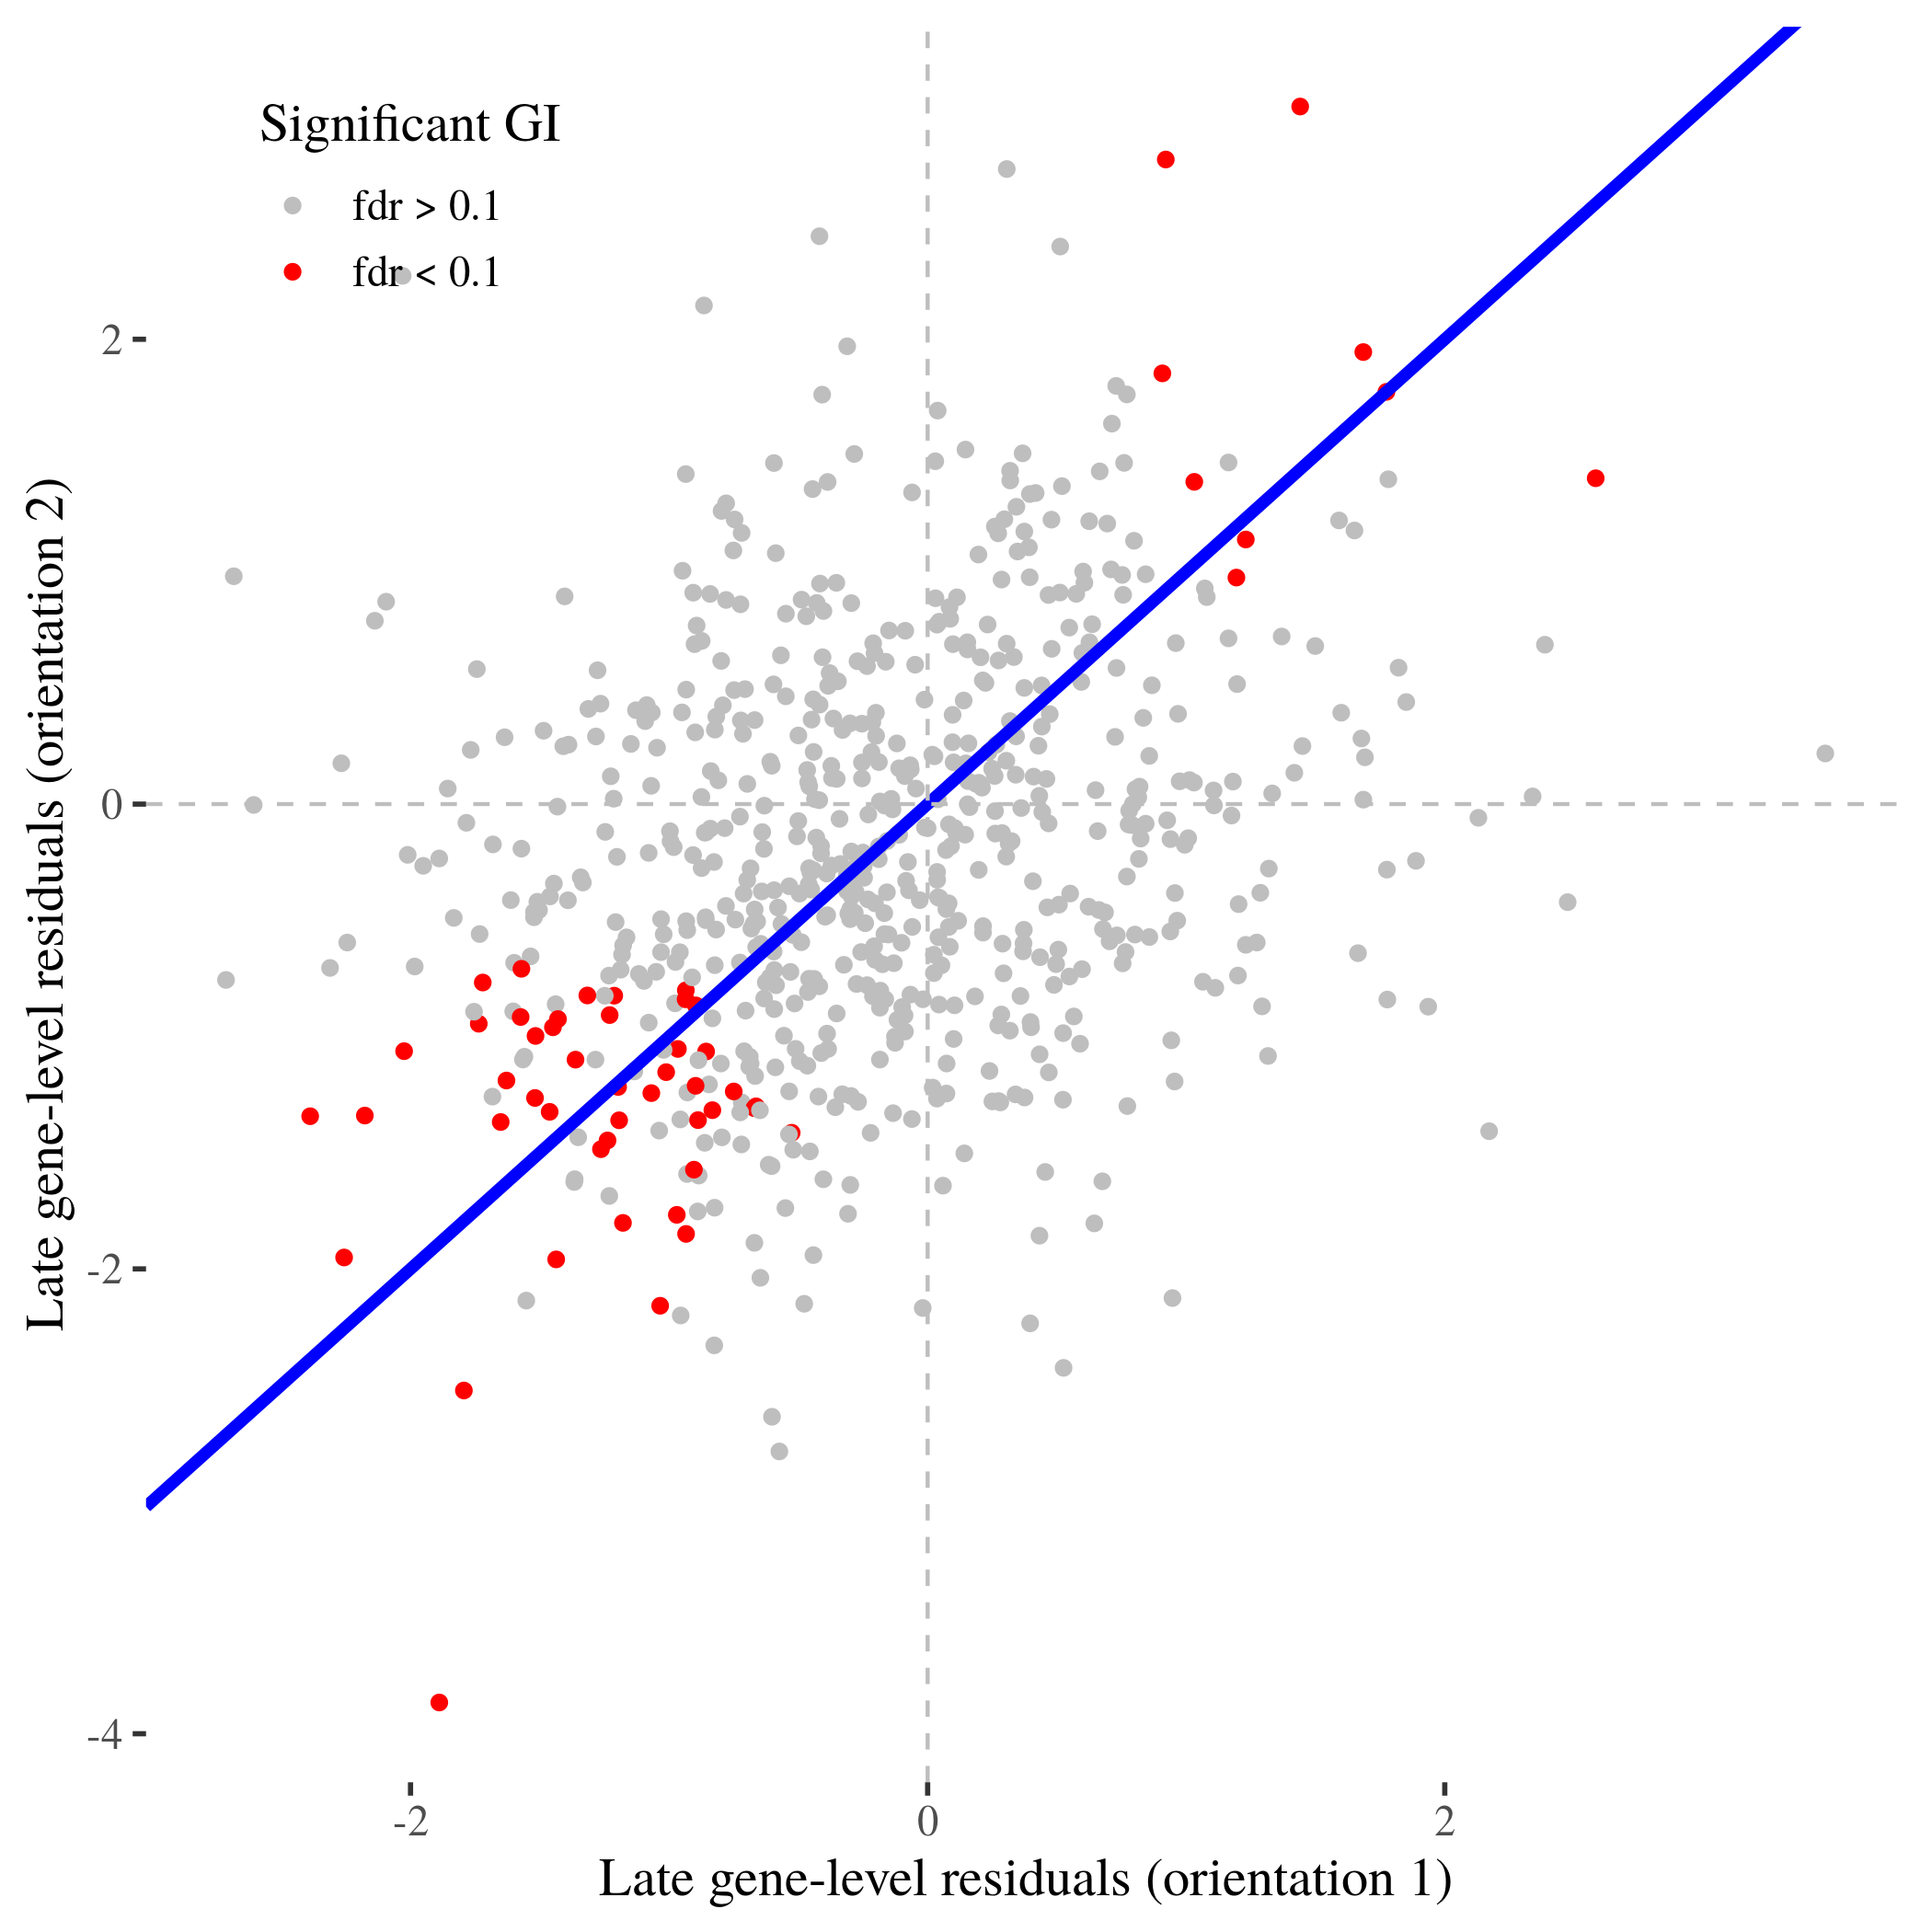 Significant GI
fdr > 0.1
fdr < 0.1
2
0
-2
-4
Late gene-level residuals (orientation 2)
-2
0
2
Late gene-level residuals (orientation 1)